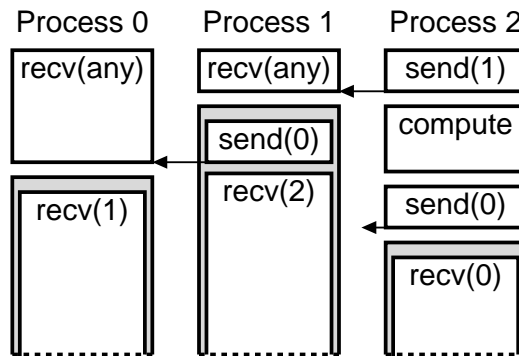 Process 0 Process 1 Process 2
recv(any) recv(any) send(1)
compute
send(0)
recv(1) recv(2) send(0)
recv(0)